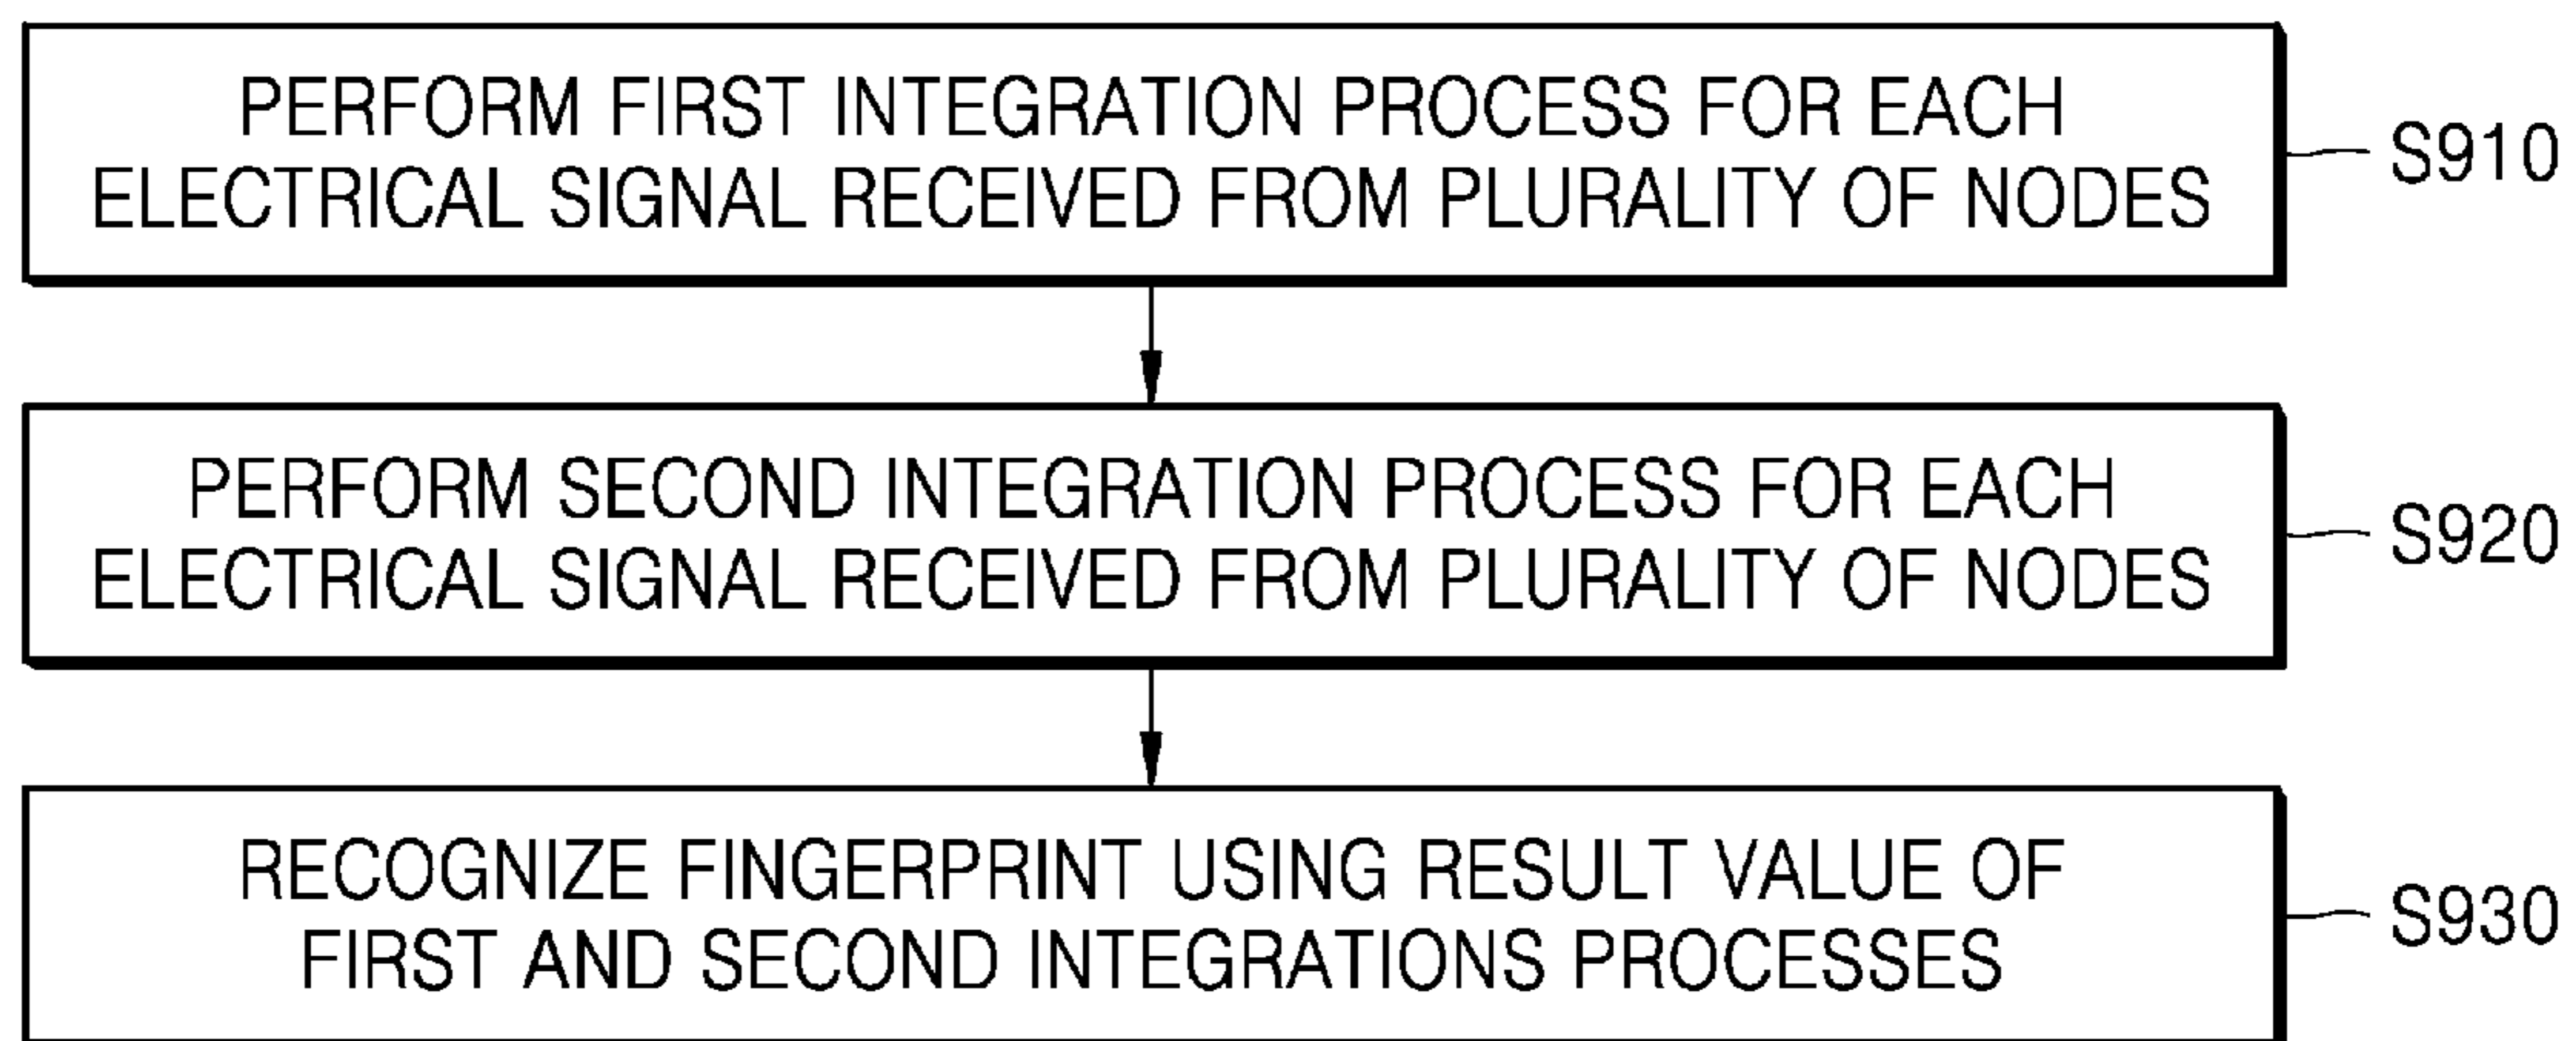 PERFORM FIRST INTEGRATION PROCESS FOR EACH
ELECTRICAL SIGNAL RECEIVED FROM PLURALITY OF NODES
S910
PERFORM SECOND INTEGRATION PROCESS FOR EACH
ELECTRICAL SIGNAL RECEIVED FROM PLURALITY OF NODES
S920
RECOGNIZE FINGERPRINT USING RESULT VALUE OF
FIRST AND SECOND INTEGRATIONS PROCESSES
S930